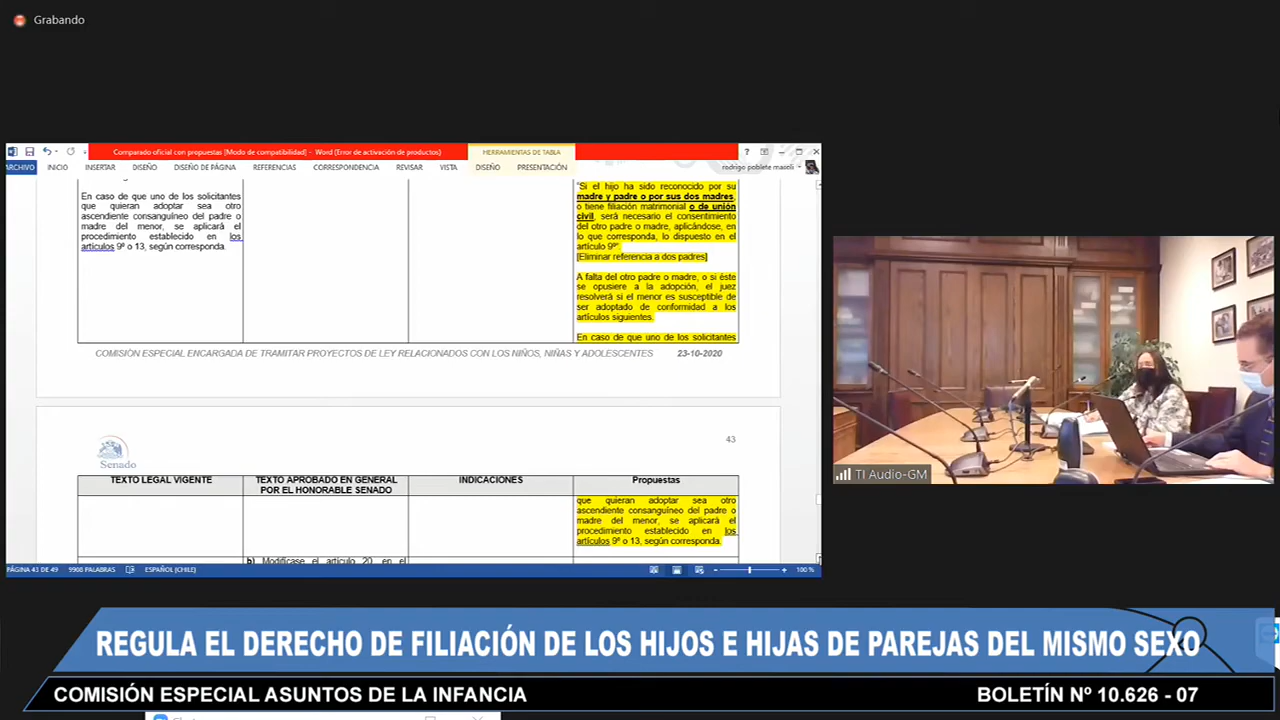 Grabando
Comparado oficial con propuestas [Modo de compatibilidad] - Word (Error de activación de productos)
HERRAMIENTAS DE TABLA
?
ARCHIVO INICIO INSERTAR DISEÑO DISEÑO DE PÁGINA REFERENCIAS CORRESPONDENCIA REVISAR VISTA DISEÑO PRESENTACIÓN
rodrigo poblete macoli
En caso de que uno de los solicitantes
que quieran adoptar sea otro
ascendiente consanguíneo del padre o
madre del menor, se aplicará el
procedimiento establecido en los
artículos 9º o 13, según corresponda.
"Si el hijo ha sido reconocido por su
madre y padre o por sus dos madres,
o tiene filiación matrimonial o de unión
civil, será necesario el consentimiento
del otro padre o madre, aplicándose, en
lo que corresponda, lo dispuesto en el
artículo 9º".
[Eliminar referencia a dos padres]
A falta del otro padre o madre, o si éste
se opusiere a la adopción, el juez
resolverá si el menor es susceptible de
ser adoptado de conformidad a los
artículos siguientes.
En caso de que uno de los solicitantes
COMISIÓN ESPECIAL ENCARGADA DE TRAMITAR PROYECTOS DE LEY RELACIONADOS CON LOS NIÑOS, NIÑAS Y ADOLESCENTES 23-10-2020
Senado
43
TEXTO LEGAL VIGENTE
TEXTO APROBADO EN GENERAL
POR EL HONORABLE SENADO
INDICACIONES
Propuestas
que quieran adoptar sea otro
ascendiente consanguíneo del padre o
madre del menor, se aplicará el
procedimiento establecido en los
artículos 9º o 13, según corresponda.
b) Modifícase el artículo 20, en el
PÁGINA 43 DE 49 9908 PALABRAS ESPAÑOL (CHILE) 100 %
TI Audio-GM
REGULA EL DERECHO DE FILIACIÓN DE LOS HIJOS E HIJAS DE PAREJAS DEL MISMO SEXO
COMISIÓN ESPECIAL ASUNTOS DE LA INFANCIA
BOLETÍN Nº 10.626 - 07